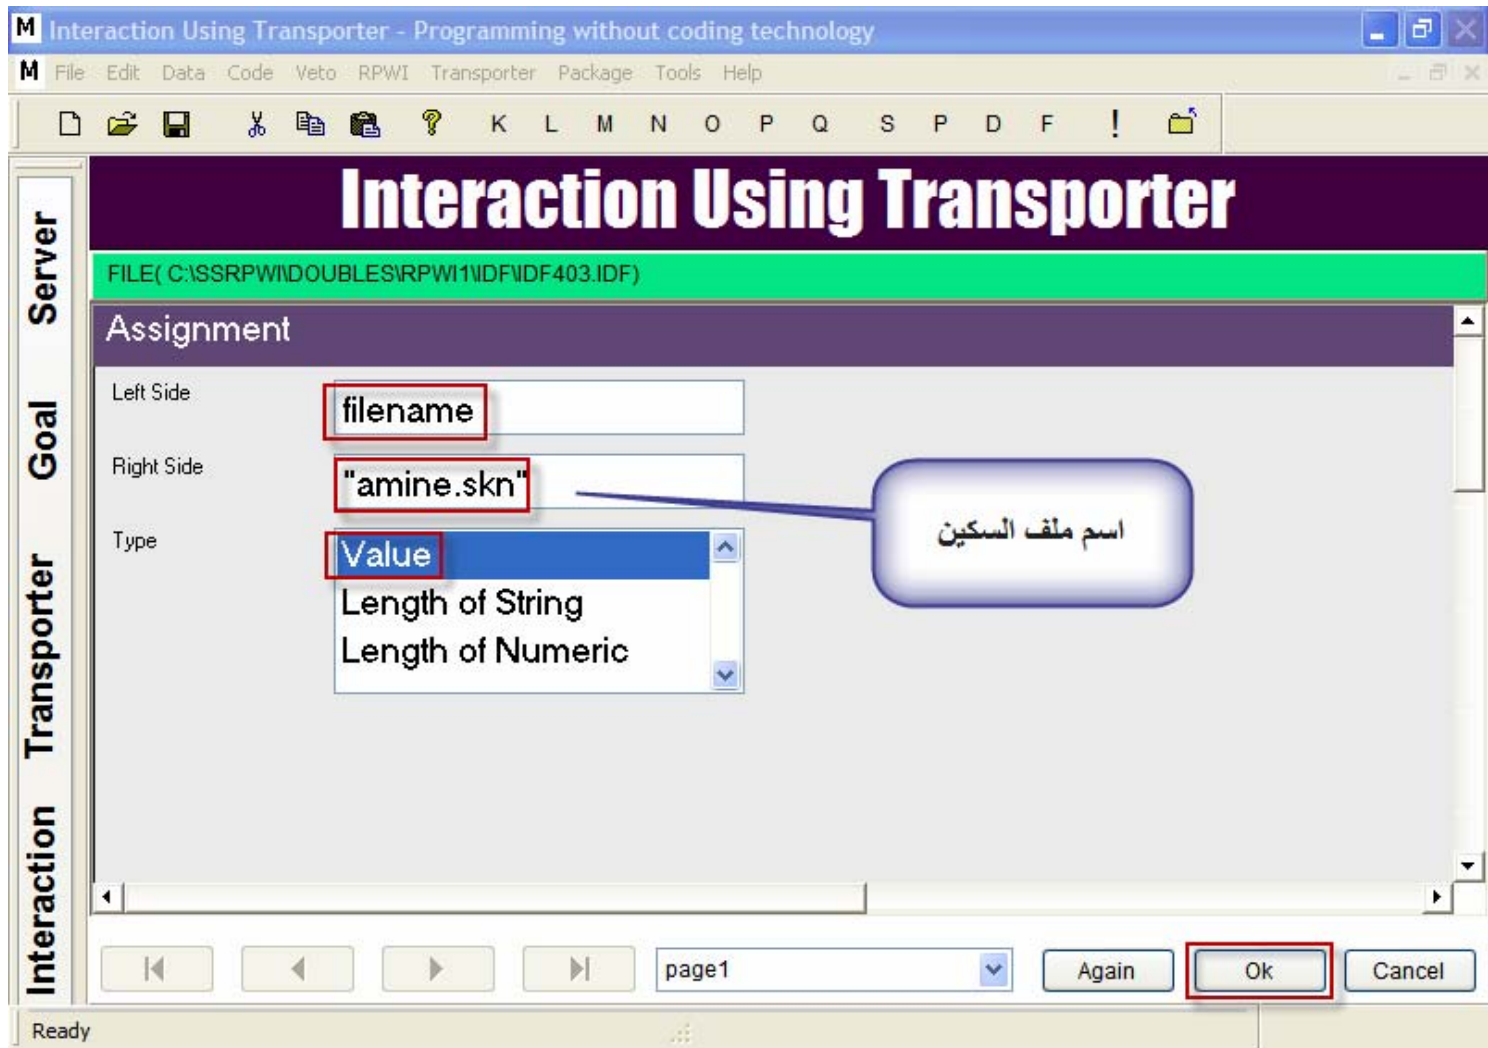 M Interaction Using Transporter - Programming without coding technology
M File Edit Data Code Veto RPWI Transporter Package Tools Help
? K L M N O P Q S P D F !
Server
Goal
Transporter
Interaction
Interaction Using Transporter
FILE( C:\SSRPWI\DOUBLES\RPWI1\IDF\IDF403.IDF)
Assignment
Left Side
filename
Right Side
"amine.skn"
اسم ملف السكين
Type
Value
Length of String
Length of Numeric
page1
Again
Ok
Cancel
Ready